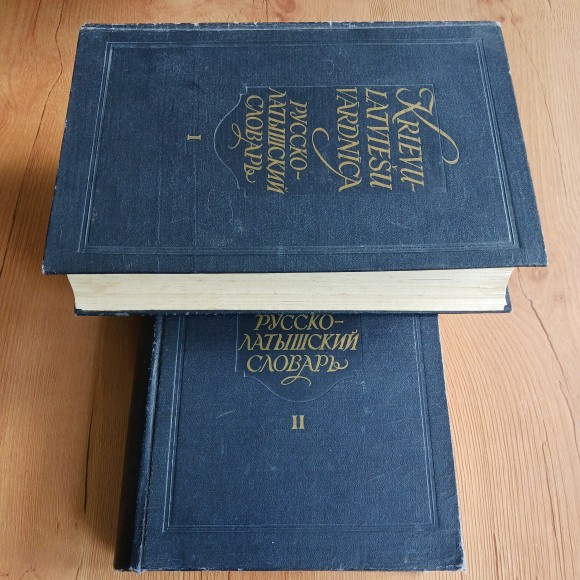 KRIEVU-
LATVIEŠU
VĀRDNĪCA
РУССКО-
ЛАТЫШСКИЙ
СЛОВАРЬ
I
РУССКО-
ЛАТЫШСКИЙ
СЛОВАРЬ
II